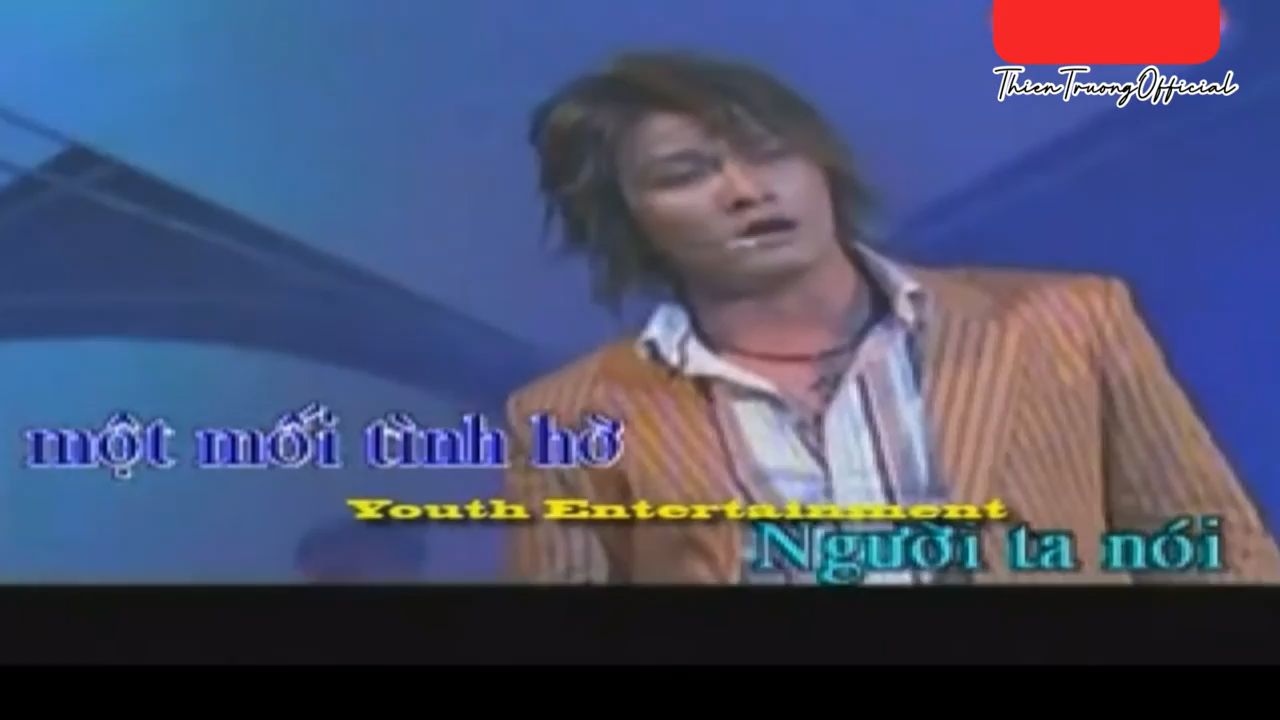 ThienTruongOfficial
một mối tình hờ
Youth Entertainment
Người ta nói